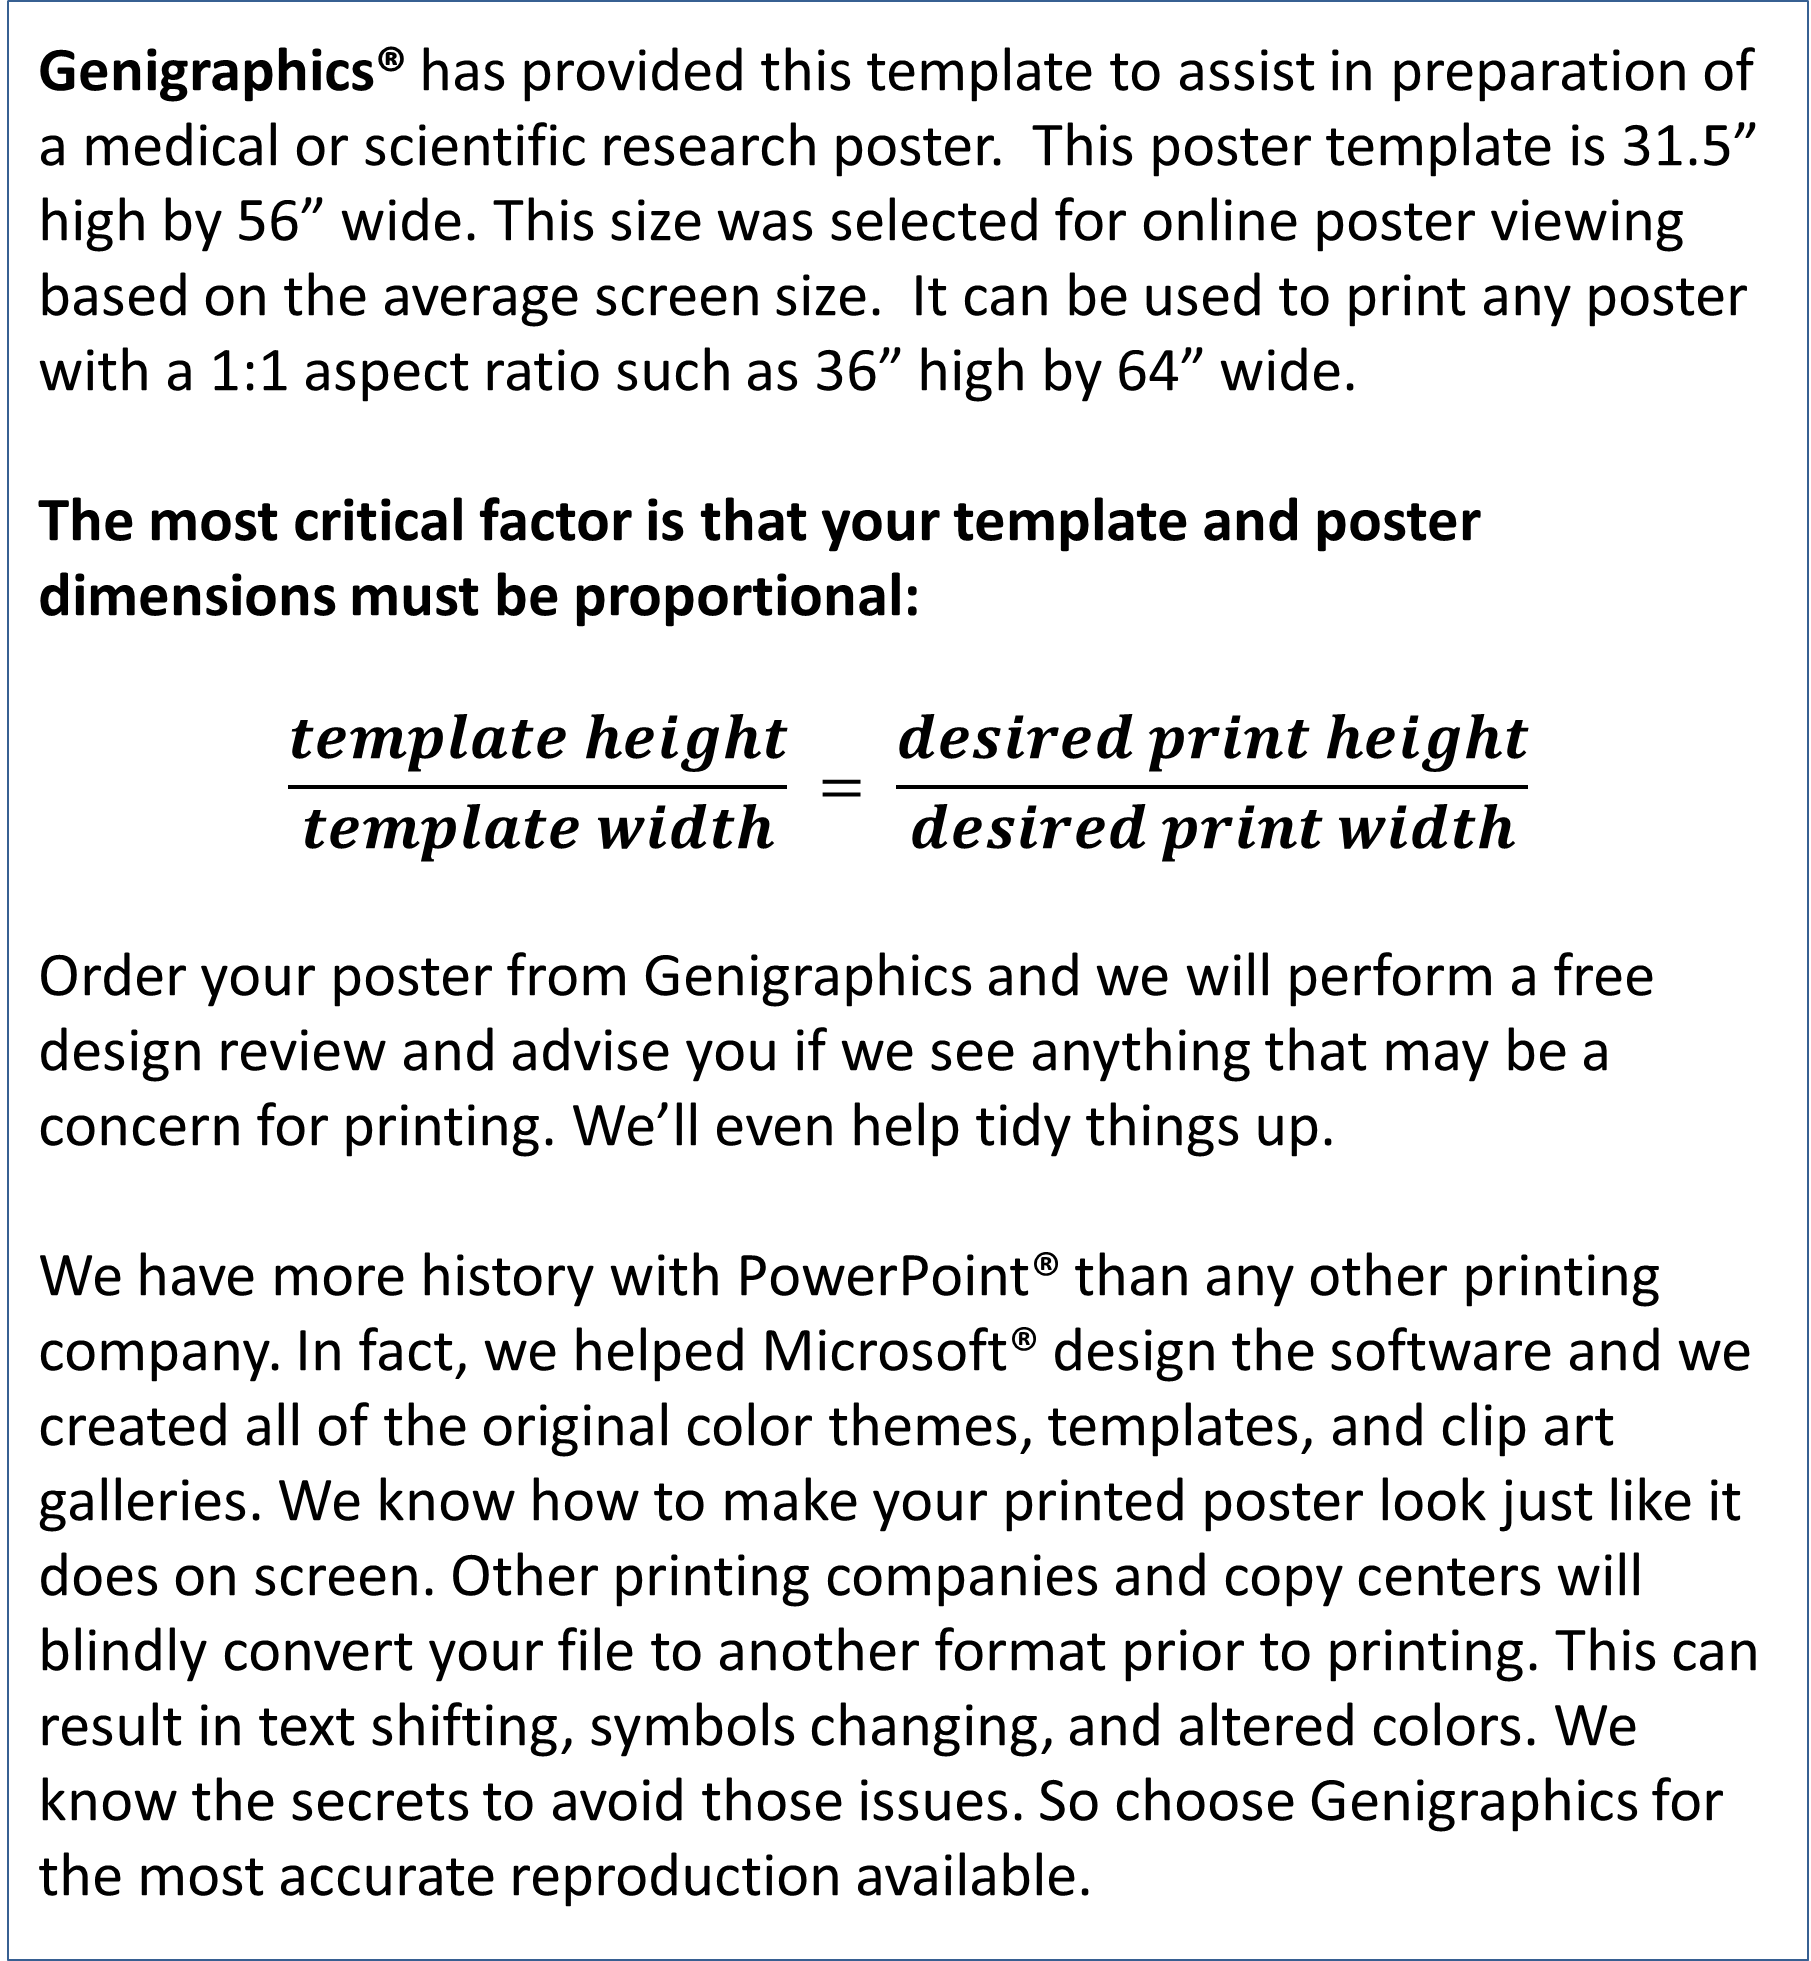 Genigraphics® has provided this template to assist in preparation of
a medical or scientific research poster.  This poster template is 31.5”
high by 56” wide. This size was selected for online poster viewing
based on the average screen size.  It can be used to print any poster
with a 1:1 aspect ratio such as 36” high by 64” wide.
The most critical factor is that your template and poster
dimensions must be proportional:
template height / template width = desired print height / desired print width
Order your poster from Genigraphics and we will perform a free
design review and advise you if we see anything that may be a
concern for printing. We’ll even help tidy things up.
We have more history with PowerPoint® than any other printing
company. In fact, we helped Microsoft® design the software and we
created all of the original color themes, templates, and clip art
galleries. We know how to make your printed poster look just like it
does on screen. Other printing companies and copy centers will
blindly convert your file to another format prior to printing. This can
result in text shifting, symbols changing, and altered colors. We
know the secrets to avoid those issues. So choose Genigraphics for
the most accurate reproduction available.